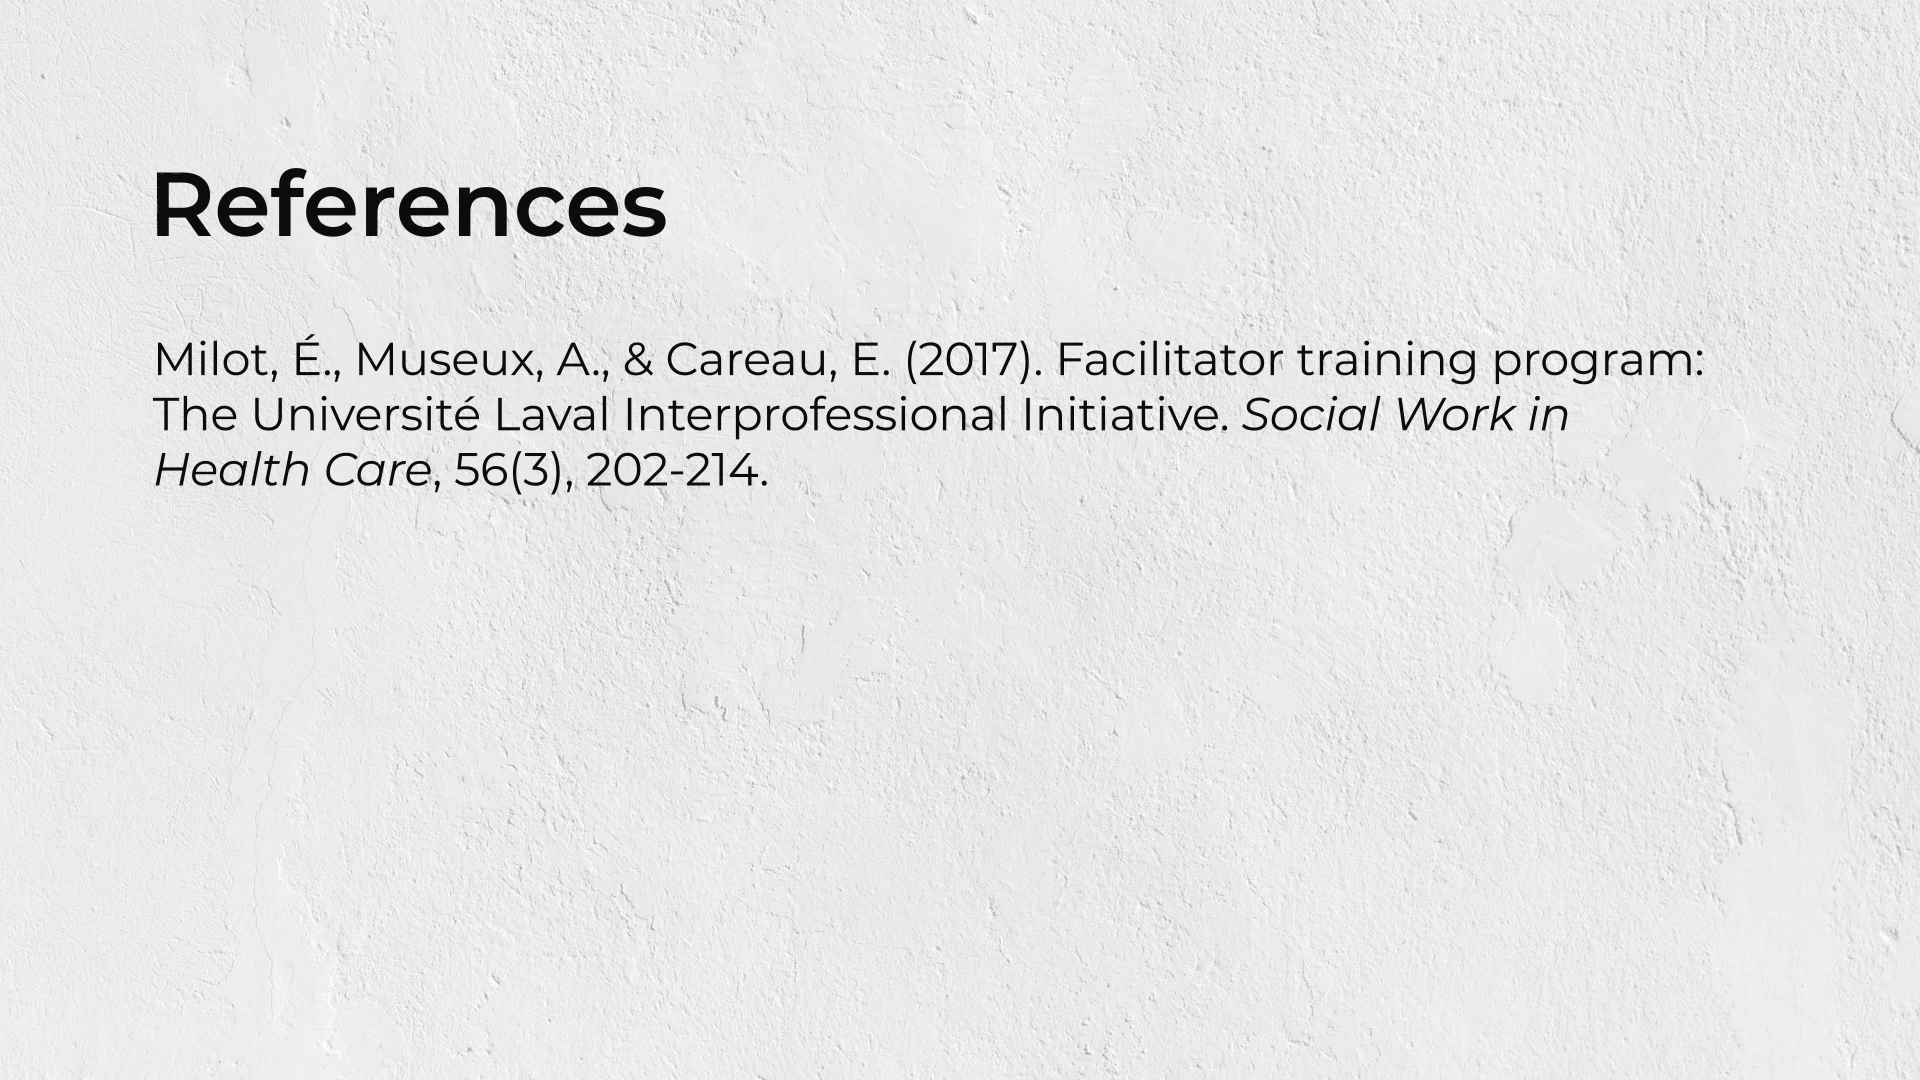 References
Milot, É., Museux, A., & Careau, E. (2017). Facilitator training program:
The Université Laval Interprofessional Initiative. Social Work in
Health Care, 56(3), 202-214.